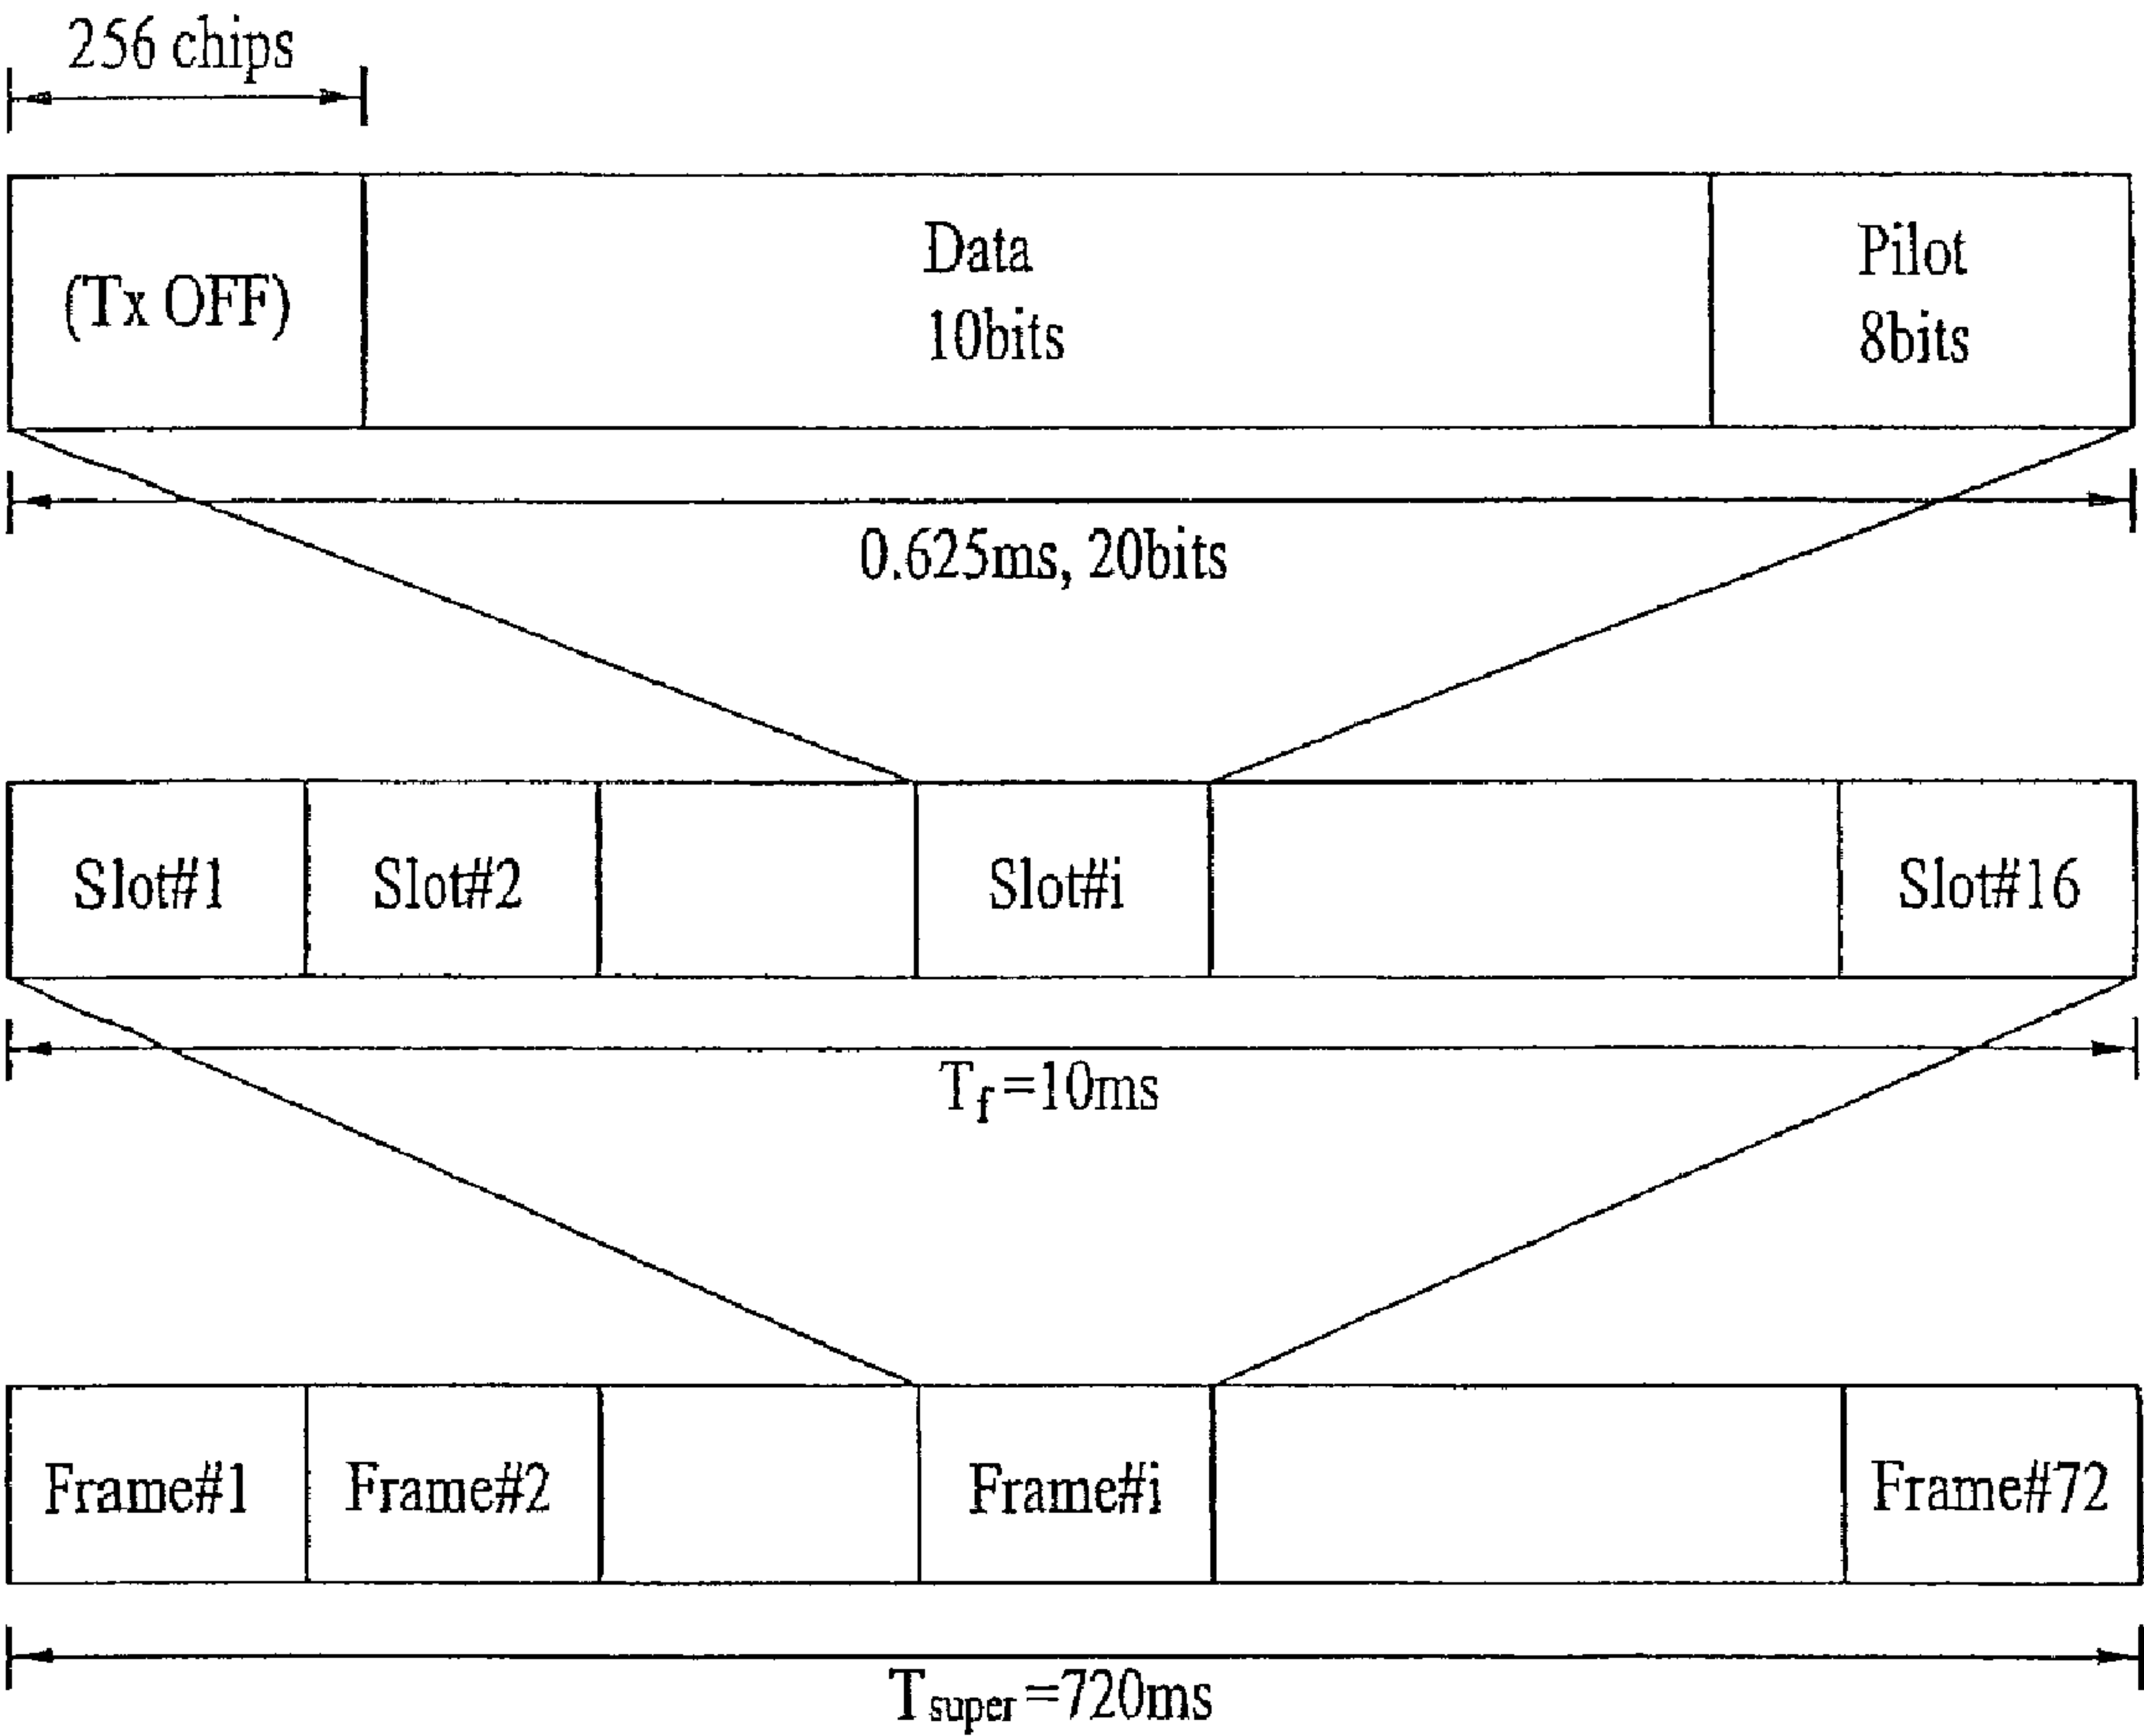 256 chips
(Tx OFF)
Data
10bits
Pilot
8bits
0.625ms, 20bits
Slot#1
Slot#2
Slot#i
Slot#16
Tf=10ms
Frame#1
Frame#2
Frame#i
Frame#72
Tsuper=720ms